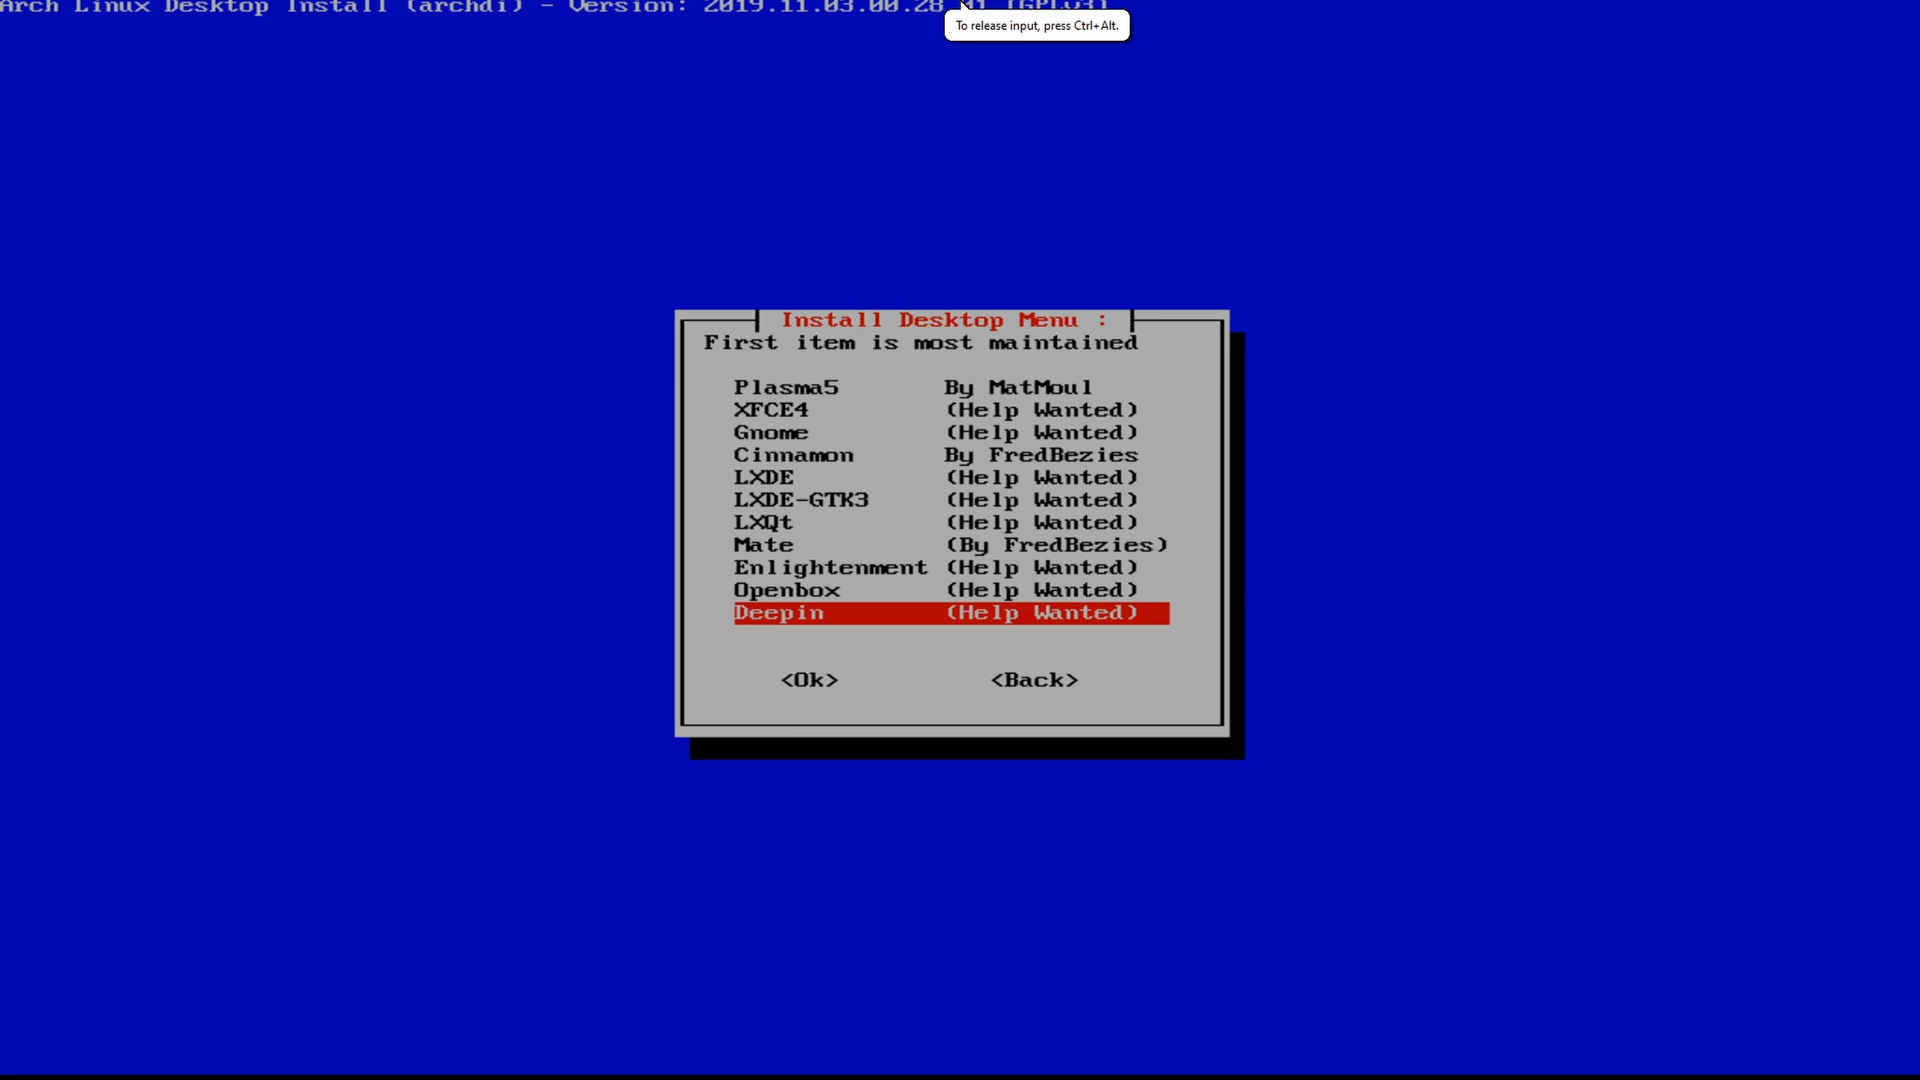 Arch Linux Desktop Install (archdi) - Version: 2019.11.03.00.28 01 (GPLv3)
To release input, press Ctrl+Alt.
Install Desktop Menu :
First item is most maintained
Plasma5 By MatMoul
XFCE4 (Help Wanted)
Gnome (Help Wanted)
Cinnamon By FredBezies
LXDE (Help Wanted)
LXDE-GTK3 (Help Wanted)
LXQt (Help Wanted)
Mate (By FredBezies)
Enlightenment (Help Wanted)
Openbox (Help Wanted)
Deepin (Help Wanted)
<Ok> <Back>